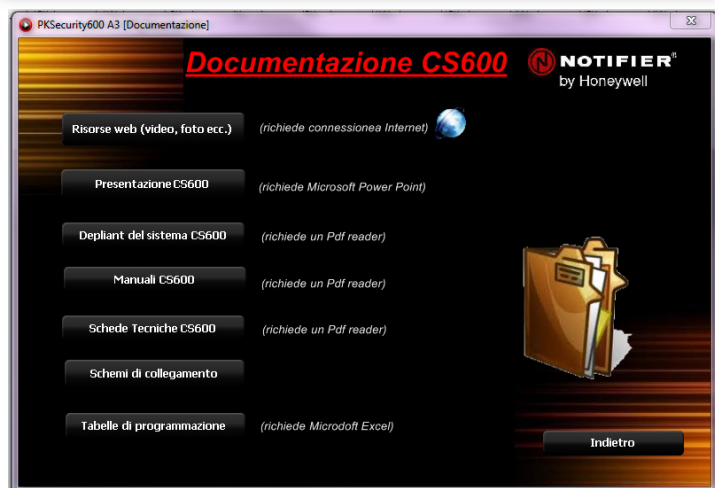 PKSecurity600 A3 [Documentazione]
Documentazione CS600
NOTIFIER®
by Honeywell
Risorse web (video, foto ecc.) (richiede connessionea Internet)
Presentazione CS600 (richiede Microsoft Power Point)
Depliant del sistema CS600 (richiede un Pdf reader)
Manuali CS600 (richiede un Pdf reader)
Schede Tecniche CS600 (richiede un Pdf reader)
Schemi di collegamento
Tabelle di programmazione (richiede Microdoft Excel)
Indietro